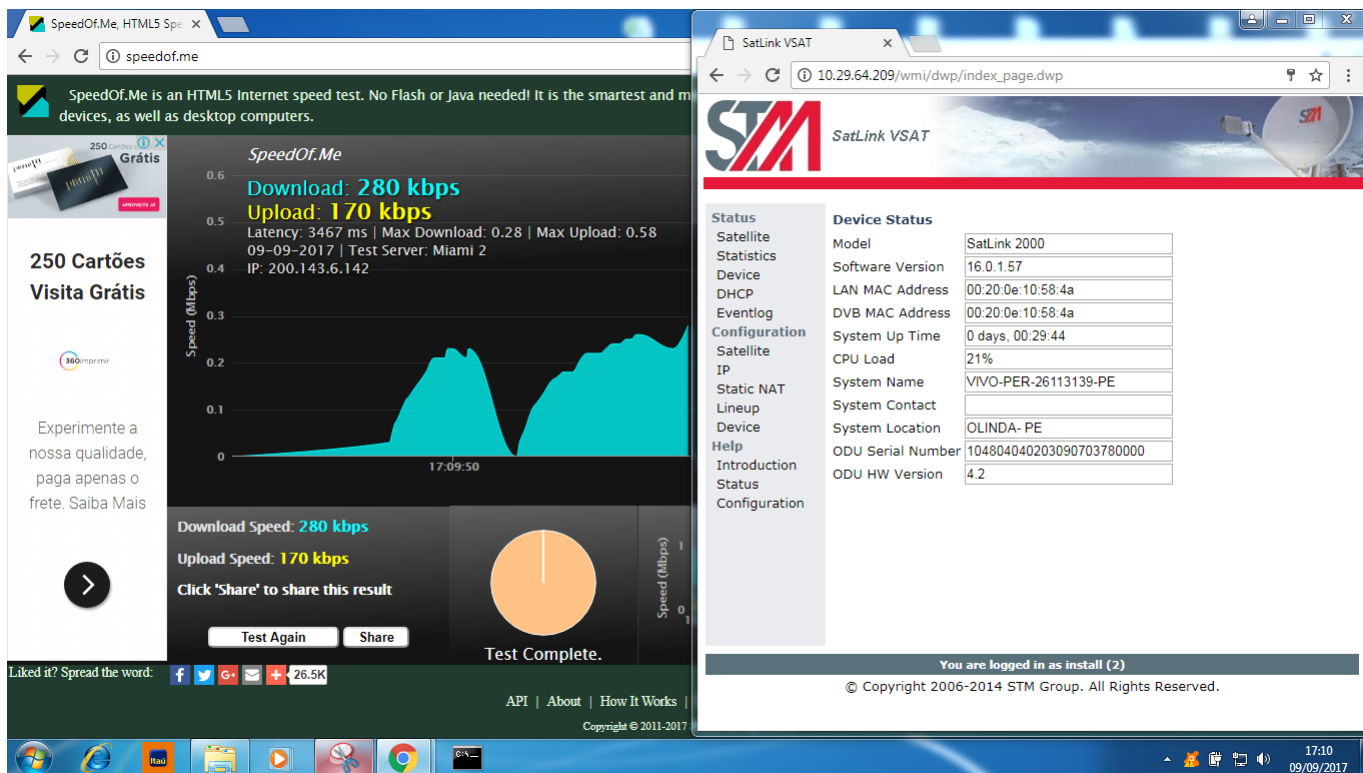 SpeedOf.Me, HTML5 Spe
speedof.me
SpeedOf.Me is an HTML5 Internet speed test. No Flash or Java needed! It is the smartest and m
devices, as well as desktop computers.
250 Cartões
Grátis
APROVEITE JÁ
250 Cartões
Visita Grátis
360imprimir
Experimente a
nossa qualidade,
paga apenas o
frete. Saiba Mais
SpeedOf.Me
Download: 280 kbps
Upload: 170 kbps
Latency: 3467 ms | Max Download: 0.28 | Max Upload: 0.58
09-09-2017 | Test Server: Miami 2
IP: 200.143.6.142
Speed (Mbps)
0.6
0.5
0.4
0.3
0.2
0.1
0
17:09:50
Download Speed: 280 kbps
Upload Speed: 170 kbps
Click 'Share' to share this result
Test Again
Share
Test Complete.
Speed (Mbps)
1
0
1
Liked it? Spread the word:
f
G+
+
26.5K
API | About | How It Works |
Copyright © 2011-2017
SatLink VSAT
10.29.64.209/wmi/dwp/index_page.dwp
STM
SatLink VSAT
STM
Status
Satellite
Statistics
Device
DHCP
Eventlog
Configuration
Satellite
IP
Static NAT
Lineup
Device
Help
Introduction
Status
Configuration
Device Status
Model SatLink 2000
Software Version 16.0.1.57
LAN MAC Address 00:20:0e:10:58:4a
DVB MAC Address 00:20:0e:10:58:4a
System Up Time 0 days, 00:29:44
CPU Load 21%
System Name VIVO-PER-26113139-PE
System Contact
System Location OLINDA- PE
ODU Serial Number 104804040203090703780000
ODU HW Version 4.2
You are logged in as install (2)
© Copyright 2006-2014 STM Group. All Rights Reserved.
Itaú
C:\_
17:10
09/09/2017